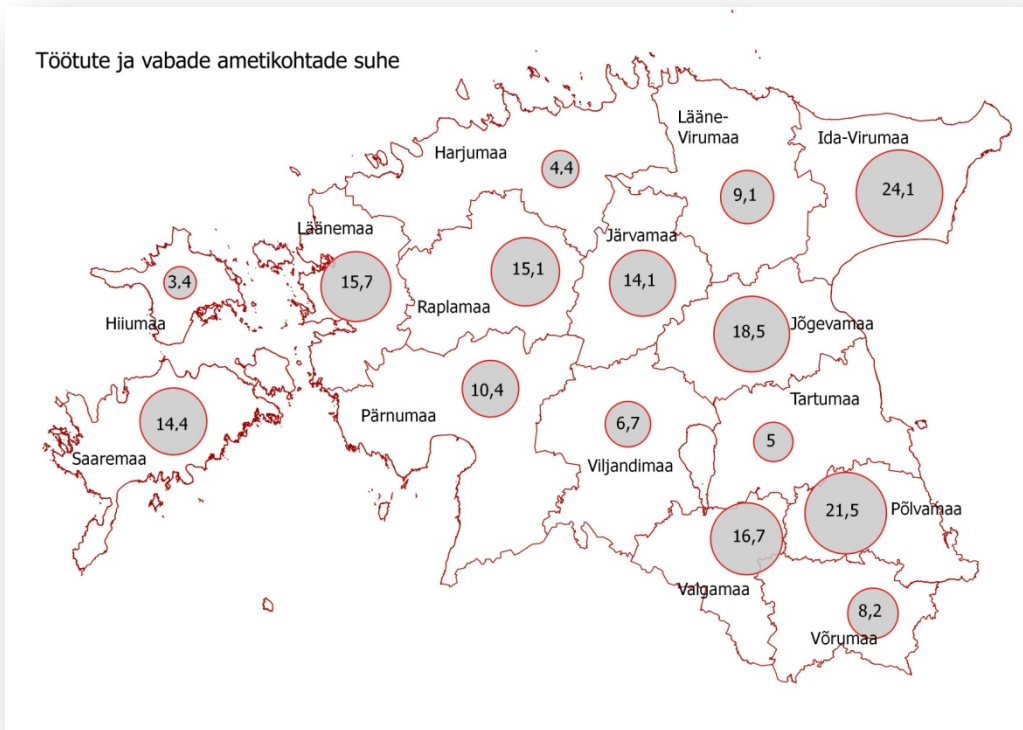 Töötute ja vabade ametikohtade suhe
Lääne-
Virumaa
9,1
Ida-Virumaa
24,1
Harjumaa
4,4
Läänemaa
15,7
Raplamaa
15,1
Järvamaa
14,1
Hiiumaa
3,4
Jõgevamaa
18,5
Saaremaa
14,4
Pärnumaa
10,4
Viljandimaa
6,7
Tartumaa
5
Põlvamaa
21,5
Valgamaa
16,7
Võrumaa
8,2